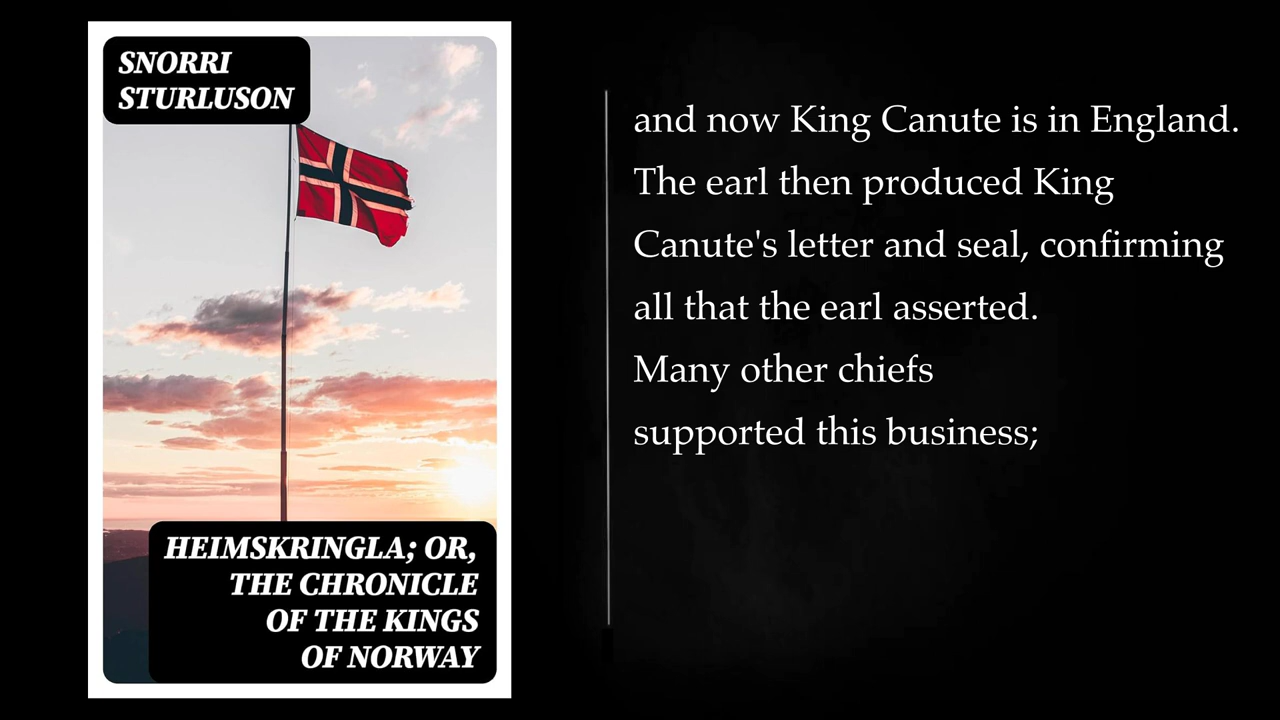 SNORRI
STURLUSON
HEIMSKRINGLA; OR,
THE CHRONICLE
OF THE KINGS
OF NORWAY
and now King Canute is in England.
The earl then produced King
Canute's letter and seal, confirming
all that the earl asserted.
Many other chiefs
supported this business;